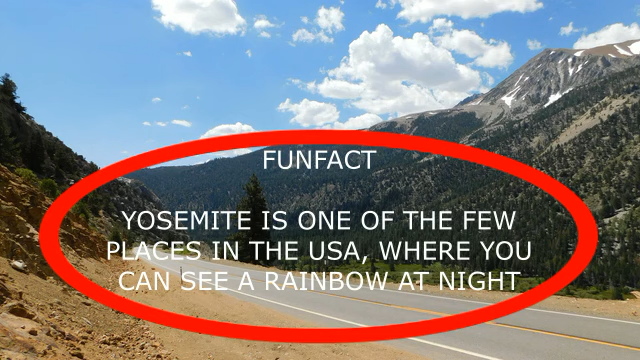 FUNFACT
YOSEMITE IS ONE OF THE FEW
PLACES IN THE USA, WHERE YOU
CAN SEE A RAINBOW AT NIGHT